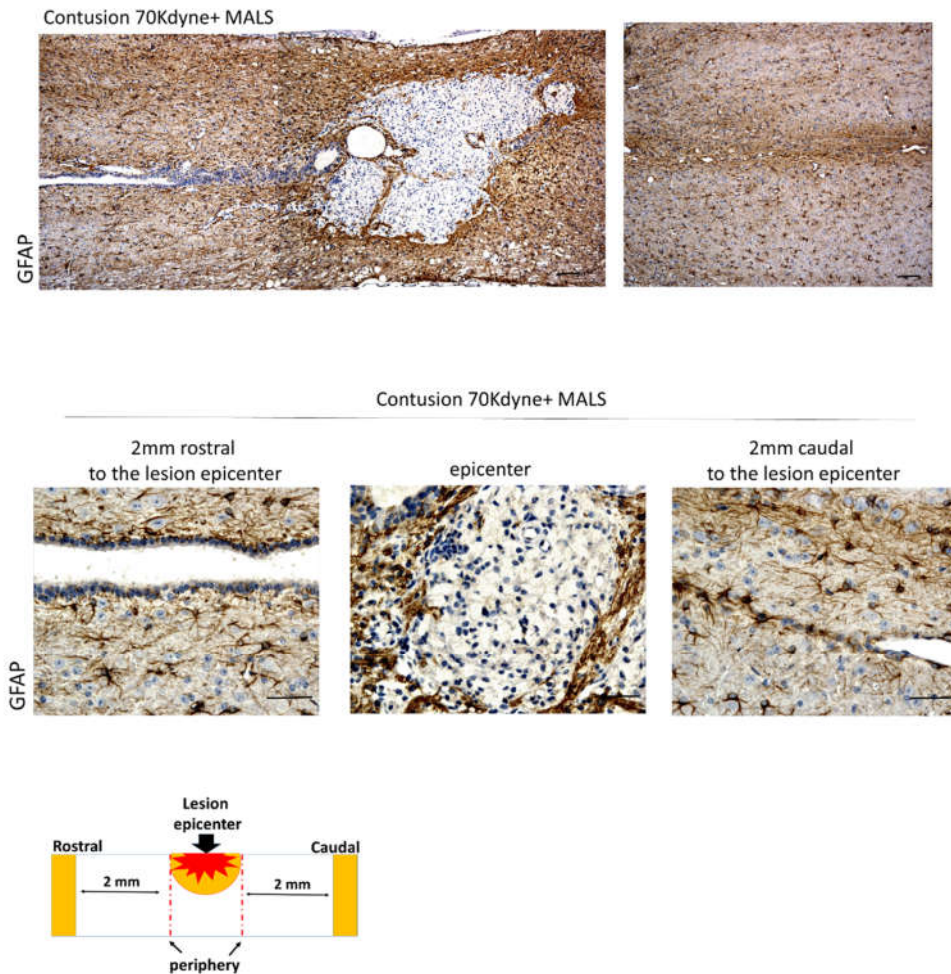 Contusion 70Kdyne+ MALS
GFAP
Contusion 70Kdyne+ MALS
2mm rostral
to the lesion epicenter
epicenter
2mm caudal
to the lesion epicenter
GFAP
Lesion
epicenter
Rostral
Caudal
2 mm
2 mm
periphery